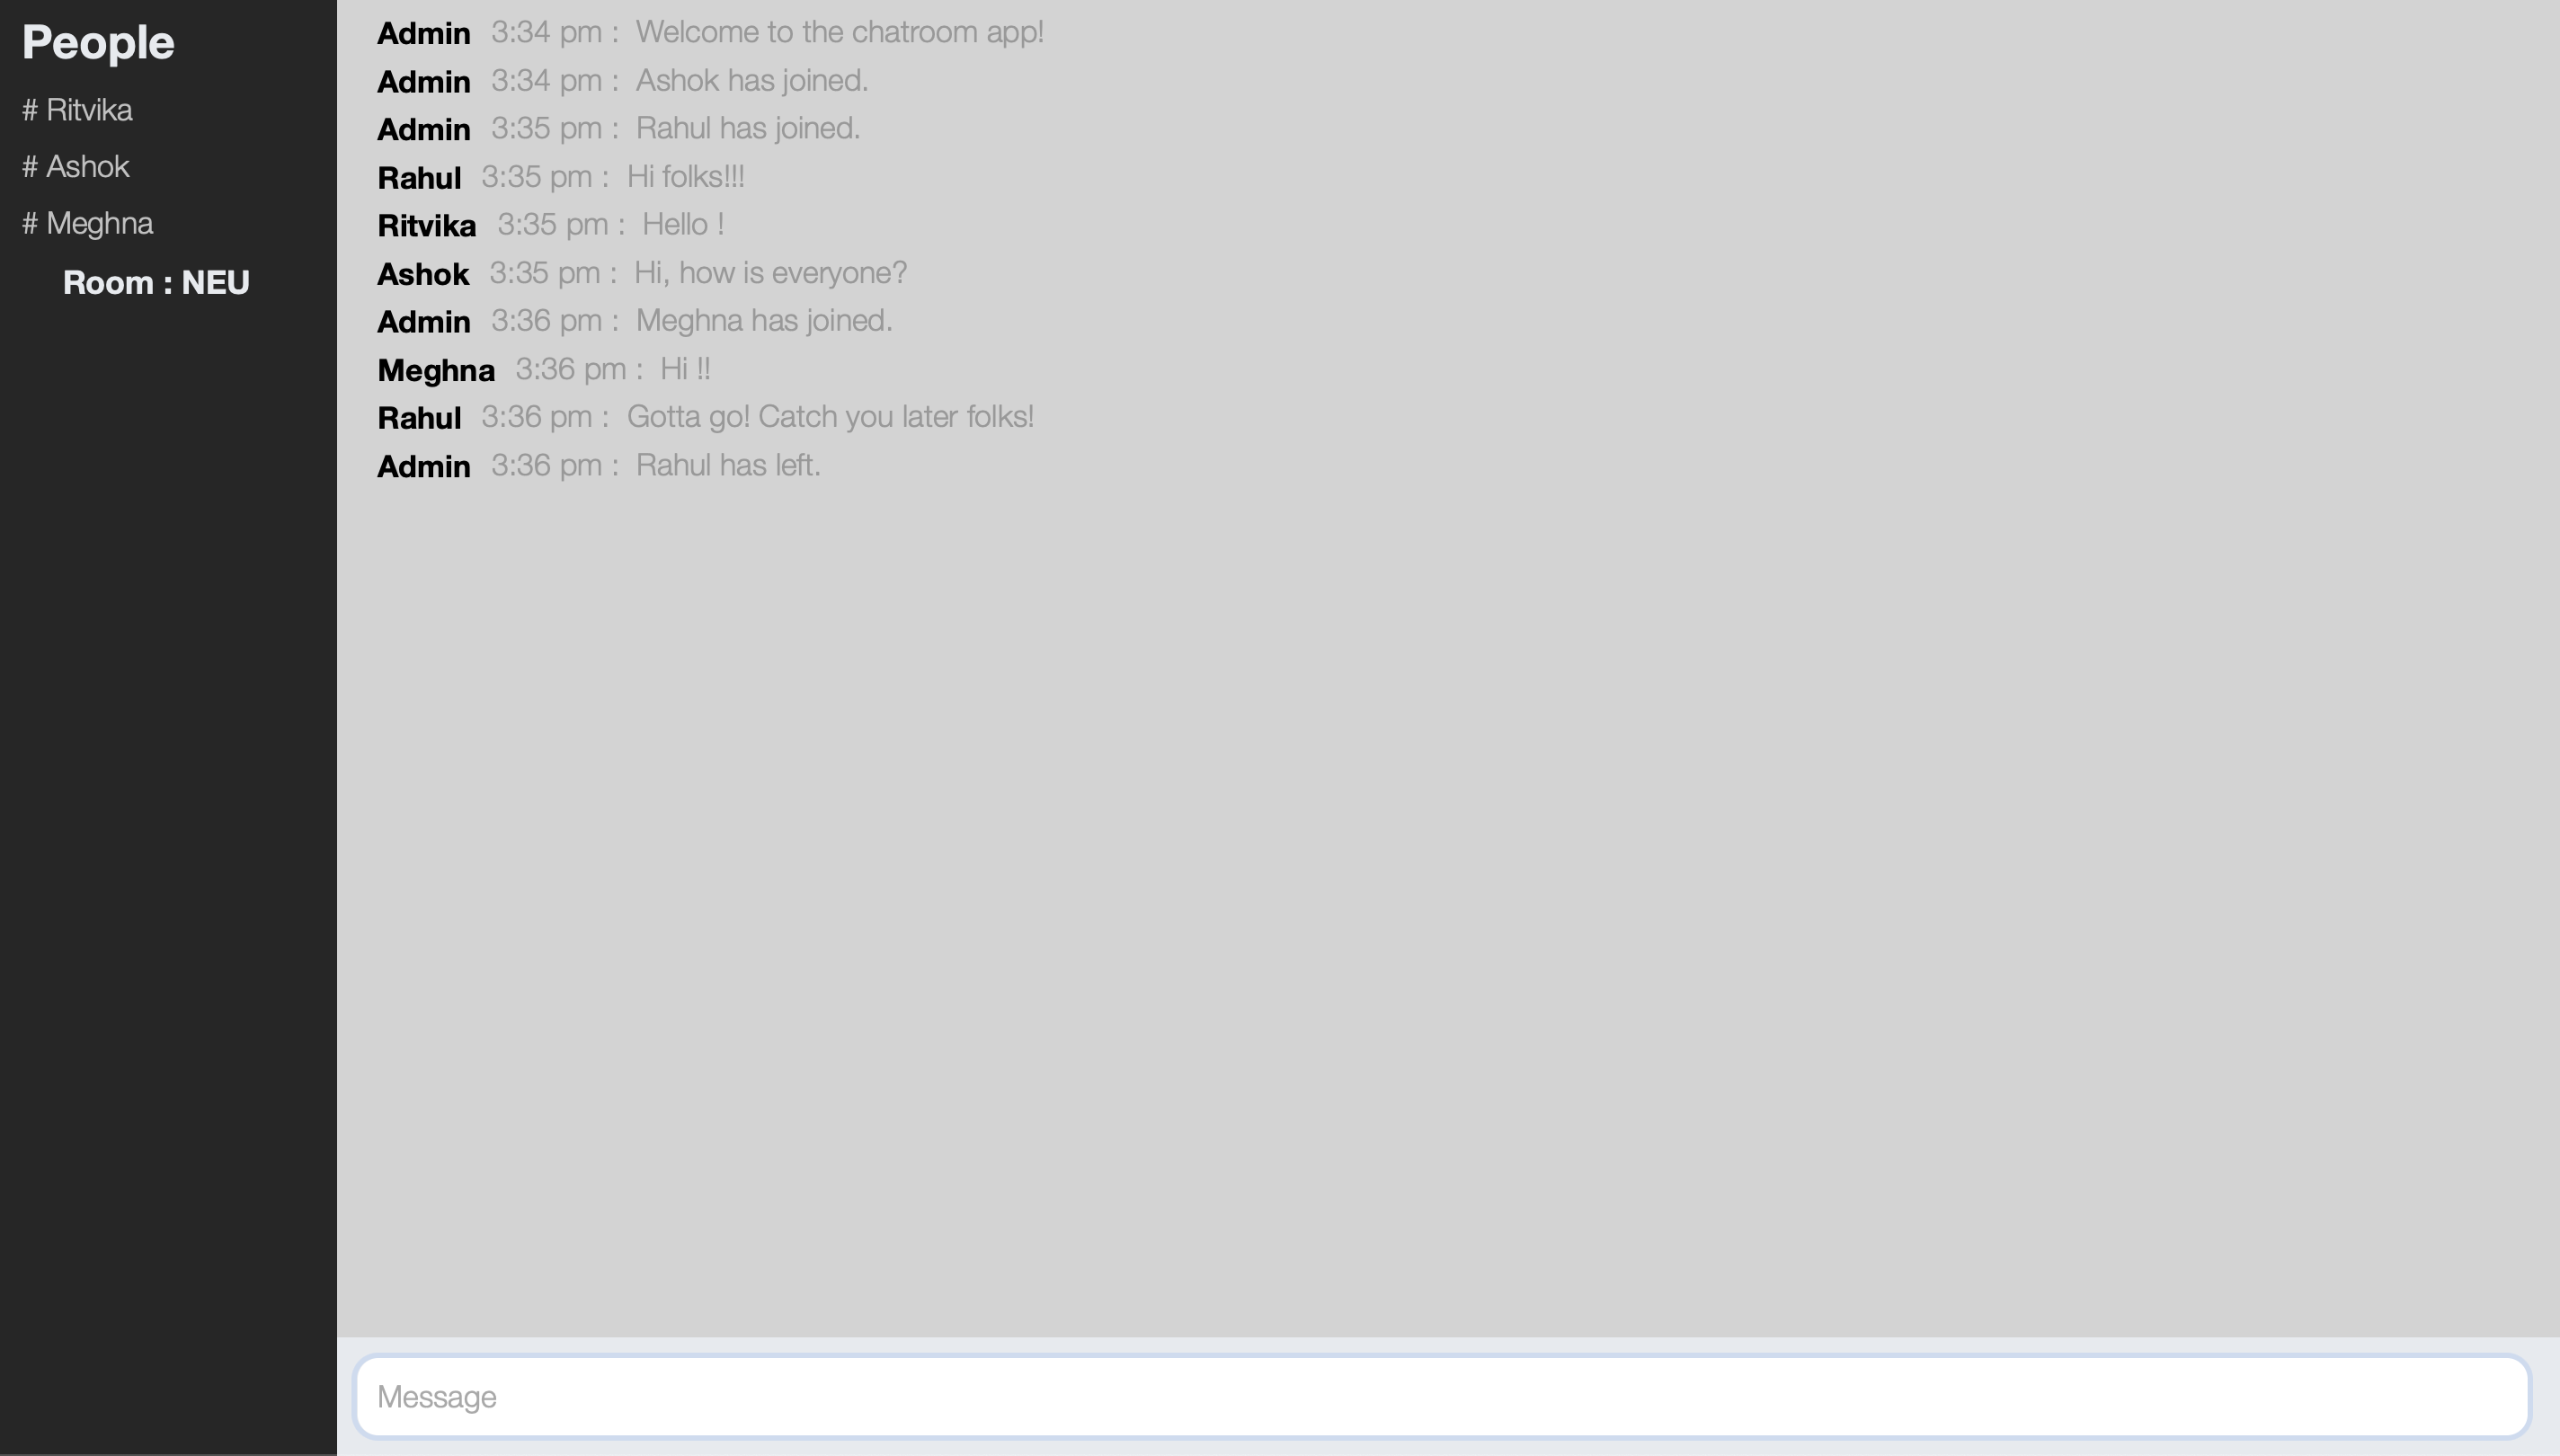 People
# Ritvika
# Ashok
# Meghna
Room : NEU
Admin 3:34 pm : Welcome to the chatroom app!
Admin 3:34 pm : Ashok has joined.
Admin 3:35 pm : Rahul has joined.
Rahul 3:35 pm : Hi folks!!!
Ritvika 3:35 pm : Hello !
Ashok 3:35 pm : Hi, how is everyone?
Admin 3:36 pm : Meghna has joined.
Meghna 3:36 pm : Hi !!
Rahul 3:36 pm : Gotta go! Catch you later folks!
Admin 3:36 pm : Rahul has left.
Message